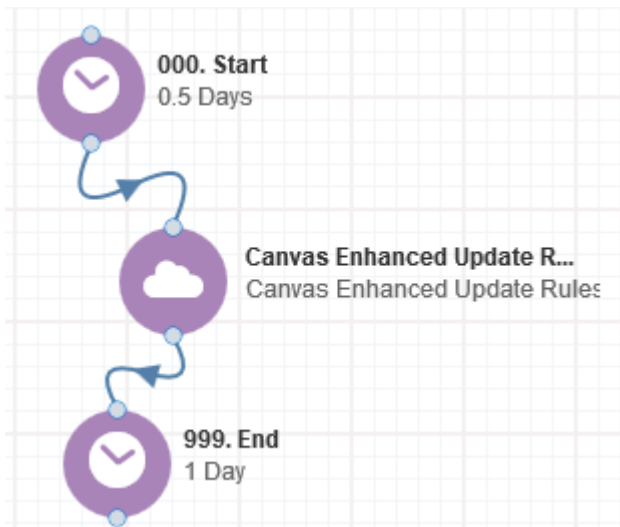 000. Start
0.5 Days
Canvas Enhanced Update R...
Canvas Enhanced Update Rules
999. End
1 Day